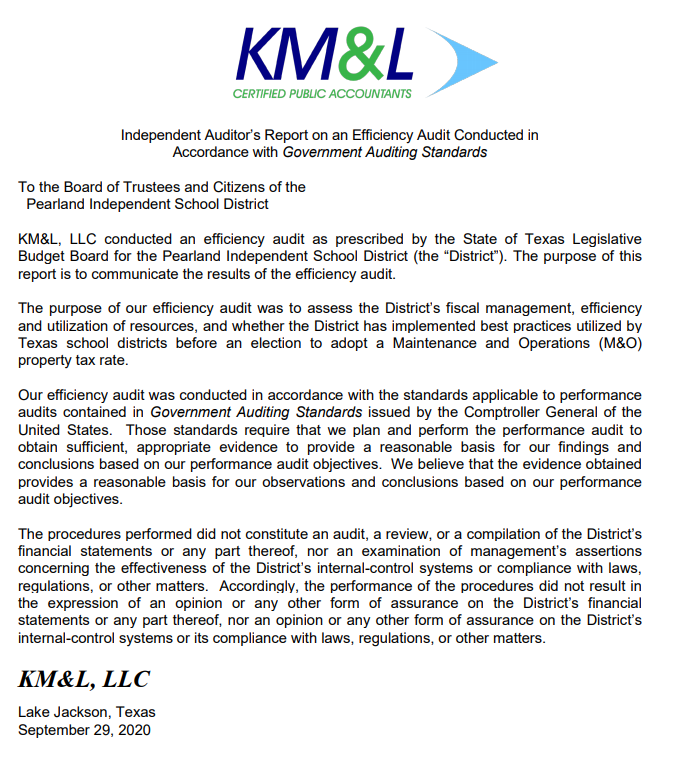 KM&L
CERTIFIED PUBLIC ACCOUNTANTS
Independent Auditor's Report on an Efficiency Audit Conducted in
Accordance with Government Auditing Standards
To the Board of Trustees and Citizens of the
Pearland Independent School District
KM&L, LLC conducted an efficiency audit as prescribed by the State of Texas Legislative
Budget Board for the Pearland Independent School District (the “District”). The purpose of this
report is to communicate the results of the efficiency audit.
The purpose of our efficiency audit was to assess the District's fiscal management, efficiency
and utilization of resources, and whether the District has implemented best practices utilized by
Texas school districts before an election to adopt a Maintenance and Operations (M&O)
property tax rate.
Our efficiency audit was conducted in accordance with the standards applicable to performance
audits contained in Government Auditing Standards issued by the Comptroller General of the
United States. Those standards require that we plan and perform the performance audit to
obtain sufficient, appropriate evidence to provide a reasonable basis for our findings and
conclusions based on our performance audit objectives. We believe that the evidence obtained
provides a reasonable basis for our observations and conclusions based on our performance
audit objectives.
The procedures performed did not constitute an audit, a review, or a compilation of the District's
financial statements or any part thereof, nor an examination of management's assertions
concerning the effectiveness of the District's internal-control systems or compliance with laws,
regulations, or other matters. Accordingly, the performance of the procedures did not result in
the expression of an opinion or any other form of assurance on the District's financial
statements or any part thereof, nor an opinion or any other form of assurance on the District's
internal-control systems or its compliance with laws, regulations, or other matters.
KM&L, LLC
Lake Jackson, Texas
September 29, 2020